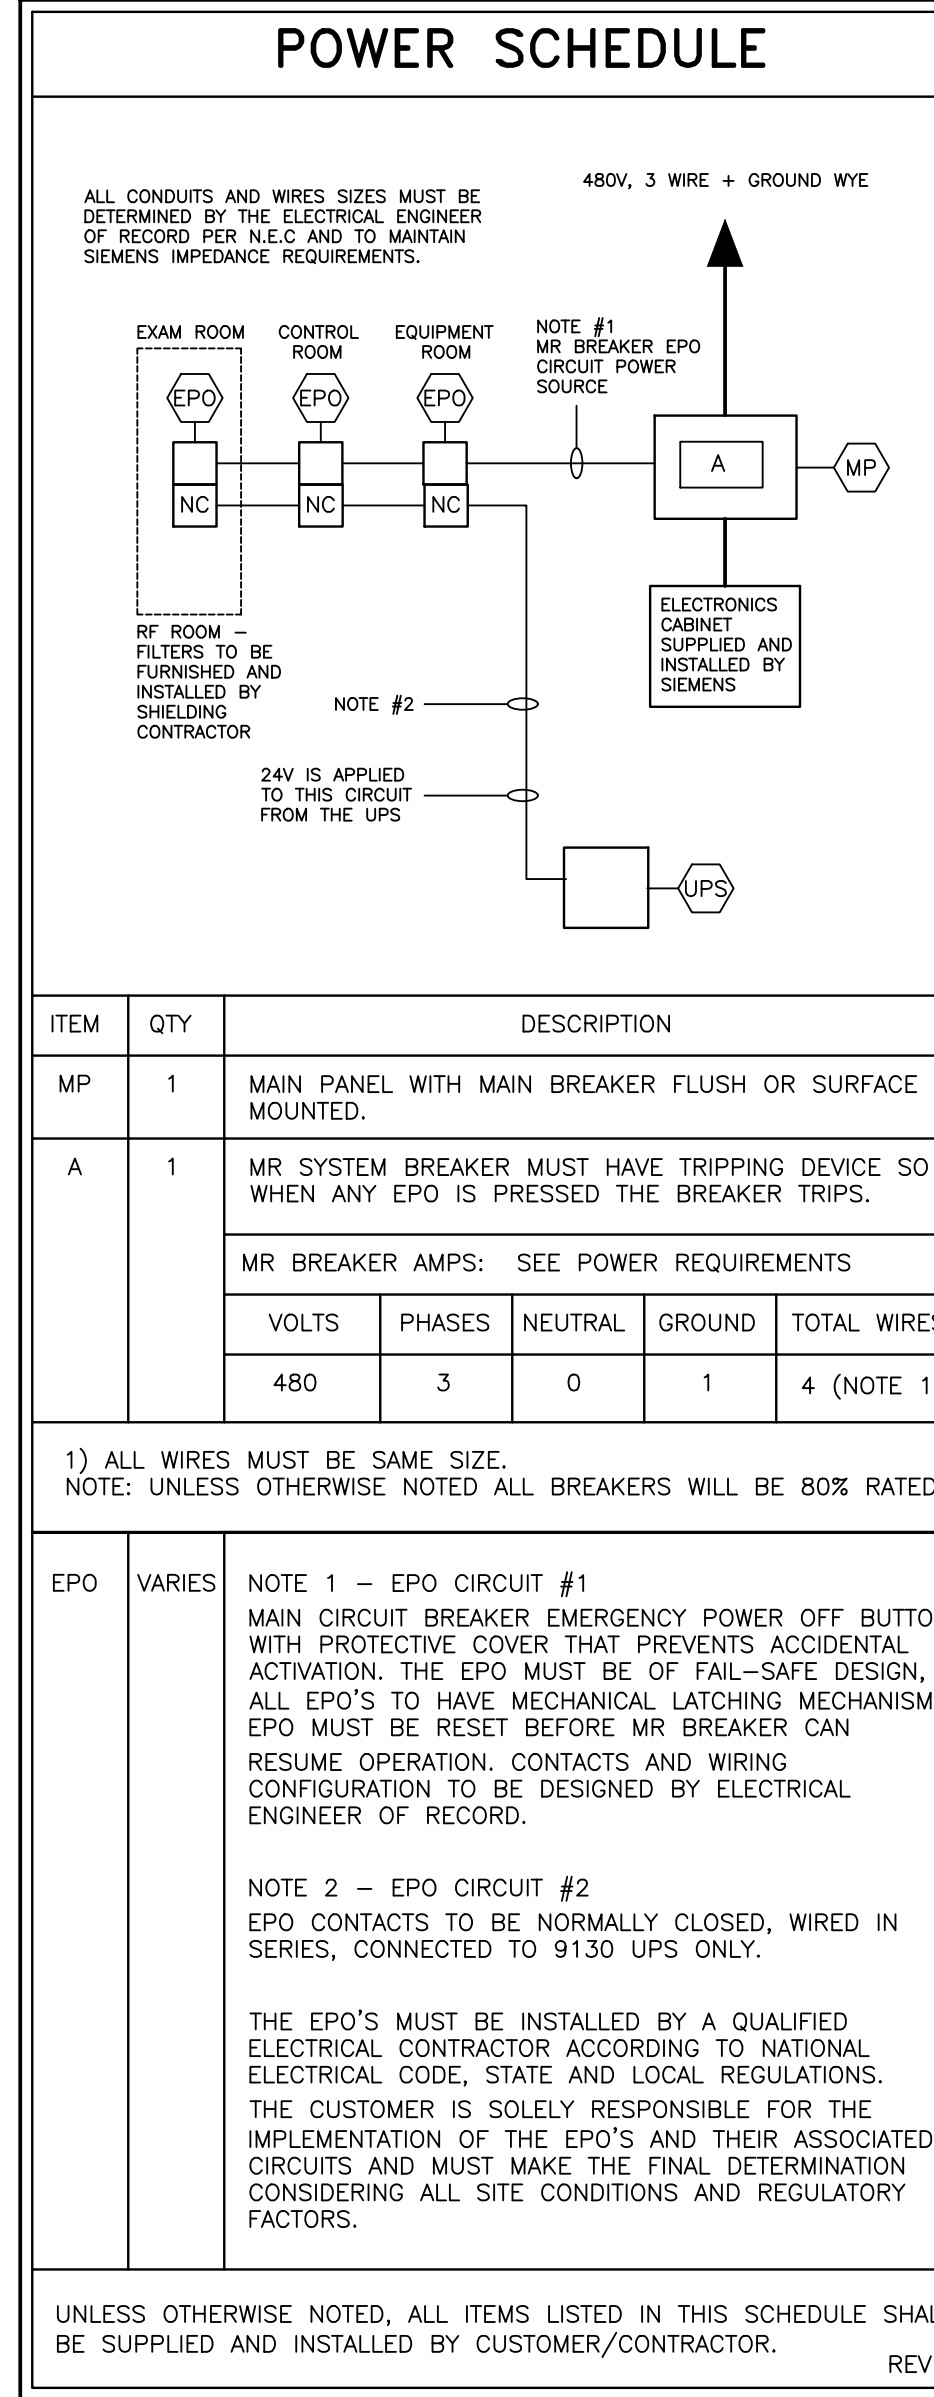 POWER SCHEDULE
ALL CONDUITS AND WIRES SIZES MUST BE
DETERMINED BY THE ELECTRICAL ENGINEER
OF RECORD PER N.E.C AND TO MAINTAIN
SIEMENS IMPEDANCE REQUIREMENTS.
480V, 3 WIRE + GROUND WYE
EXAM ROOM
CONTROL
ROOM
EQUIPMENT
ROOM
NOTE #1
MR BREAKER EPO
CIRCUIT POWER
SOURCE
EPO
EPO
EPO
A
MP
NC
NC
NC
ELECTRONICS
CABINET
SUPPLIED AND
INSTALLED BY
SIEMENS
RF ROOM –
FILTERS TO BE
FURNISHED AND
INSTALLED BY
SHIELDING
CONTRACTOR
NOTE #2
24V IS APPLIED
TO THIS CIRCUIT
FROM THE UPS
UPS
ITEM QTY DESCRIPTION
MP 1 MAIN PANEL WITH MAIN BREAKER FLUSH OR SURFACE
MOUNTED.
A 1 MR SYSTEM BREAKER MUST HAVE TRIPPING DEVICE SO
WHEN ANY EPO IS PRESSED THE BREAKER TRIPS.
MR BREAKER AMPS: SEE POWER REQUIREMENTS
VOLTS PHASES NEUTRAL GROUND TOTAL WIRES
480 3 0 1 4 (NOTE 1
1) ALL WIRES MUST BE SAME SIZE.
NOTE: UNLESS OTHERWISE NOTED ALL BREAKERS WILL BE 80% RATED
EPO VARIES NOTE 1 – EPO CIRCUIT #1
MAIN CIRCUIT BREAKER EMERGENCY POWER OFF BUTTO
WITH PROTECTIVE COVER THAT PREVENTS ACCIDENTAL
ACTIVATION. THE EPO MUST BE OF FAIL–SAFE DESIGN,
ALL EPO'S TO HAVE MECHANICAL LATCHING MECHANISM
EPO MUST BE RESET BEFORE MR BREAKER CAN
RESUME OPERATION. CONTACTS AND WIRING
CONFIGURATION TO BE DESIGNED BY ELECTRICAL
ENGINEER OF RECORD.
NOTE 2 – EPO CIRCUIT #2
EPO CONTACTS TO BE NORMALLY CLOSED, WIRED IN
SERIES, CONNECTED TO 9130 UPS ONLY.
THE EPO'S MUST BE INSTALLED BY A QUALIFIED
ELECTRICAL CONTRACTOR ACCORDING TO NATIONAL
ELECTRICAL CODE, STATE AND LOCAL REGULATIONS.
THE CUSTOMER IS SOLELY RESPONSIBLE FOR THE
IMPLEMENTATION OF THE EPO'S AND THEIR ASSOCIATED
CIRCUITS AND MUST MAKE THE FINAL DETERMINATION
CONSIDERING ALL SITE CONDITIONS AND REGULATORY
FACTORS.
UNLESS OTHERWISE NOTED, ALL ITEMS LISTED IN THIS SCHEDULE SHAL
BE SUPPLIED AND INSTALLED BY CUSTOMER/CONTRACTOR.
REV